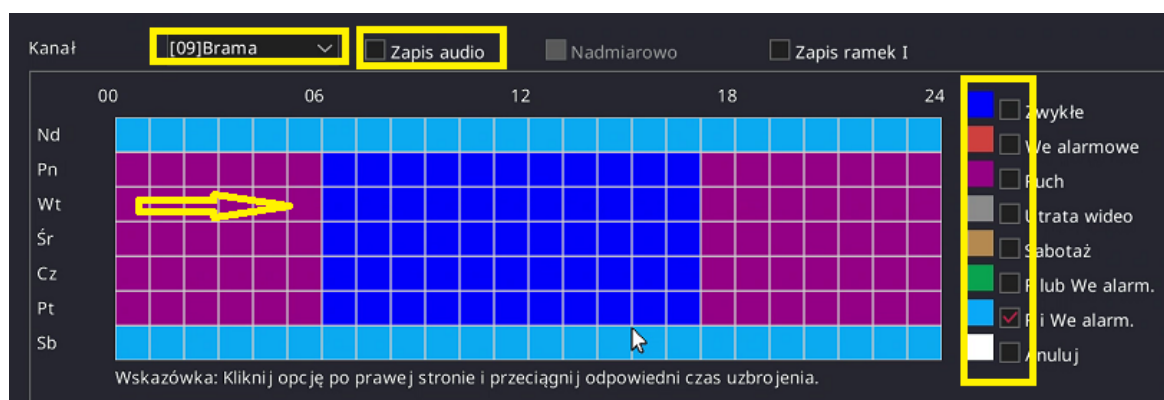 Kanał [09]Brama Zapis audio Nadmiarowo Zapis ramek I
00 06 12 18 24
Nd
Pn
Wt
Śr
Cz
Pt
Sb
Zwykłe
We alarmowe
Ruch
Utrata wideo
Sabotaż
R lub We alarm.
R i We alarm.
Anuluj
Wskazówka: Kliknij opcję po prawej stronie i przeciągnij odpowiedni czas uzbrojenia.